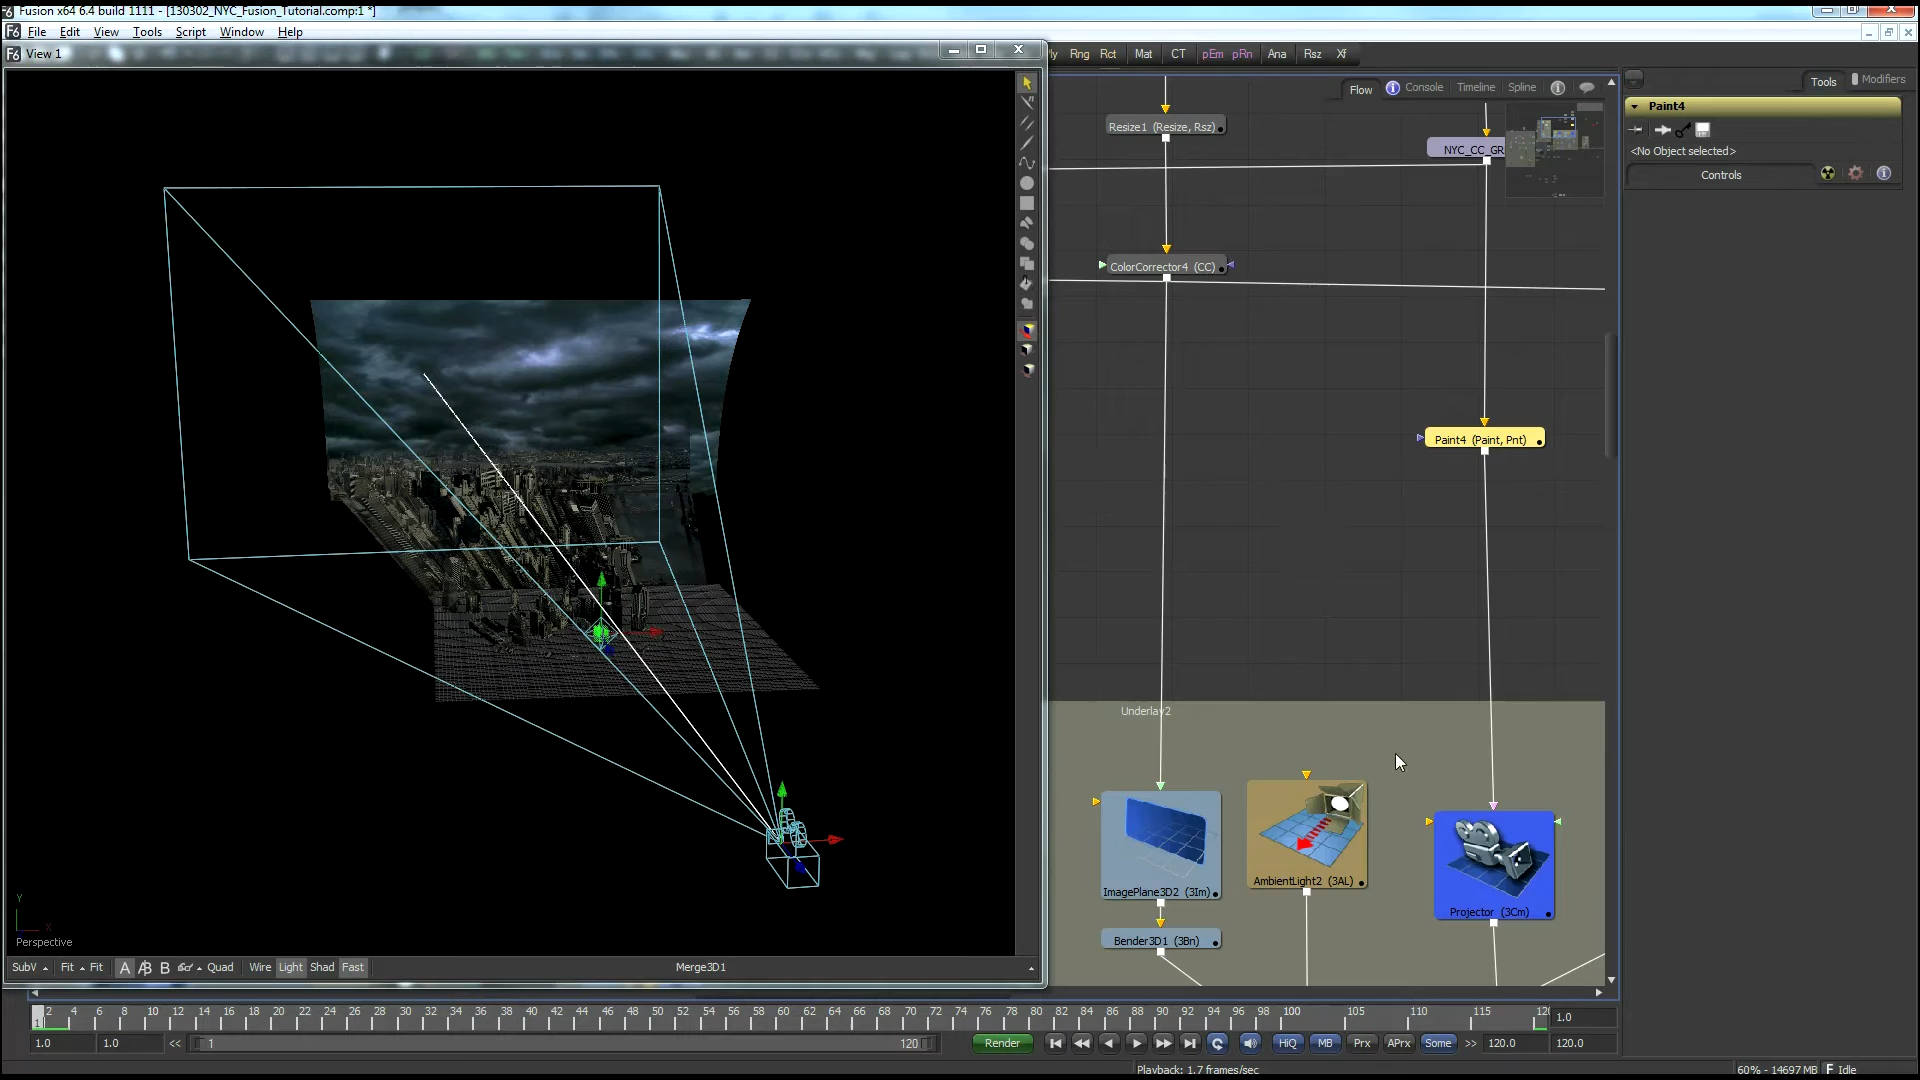 Fusion x64 6.4 build 1111 - [130302_NYC_Fusion_Tutorial.comp:1 *]
File Edit View Tools Script Window Help
View 1
Rng Rct Mat CT pEm pRn Ana Rsz Xf
Flow Console Timeline Spline
Tools Modifiers
Paint4
<No Object selected>
Controls
Resize1 (Resize, Rsz)
NYC_CC_GR
ColorCorrector4 (CC)
Paint4 (Paint, Pnt)
Underlay2
ImagePlane3D2 (3Im)
AmbientLight2 (3AL)
Projector (3Cm)
Bender3D1 (3Bn)
Y
X
Perspective
SubV Fit Fit A B Quad Wire Light Shad Fast Merge3D1
2 4 6 8 10 12 14 16 18 20 22 24 26 28 30 32 34 36 38 40 42 44 46 48 50 52 54 56 58 60 62 64 66 68 70 72 74 76 78 80 82 84 86 88 90 92 94 96 98 100 105 110 115 1.0
1
1.0 1.0 << 1 120 Render HiQ MB Prx APrx Some >> 120.0 120.0
Playback: 1.7 frames/sec 60% - 14697 MB Idle